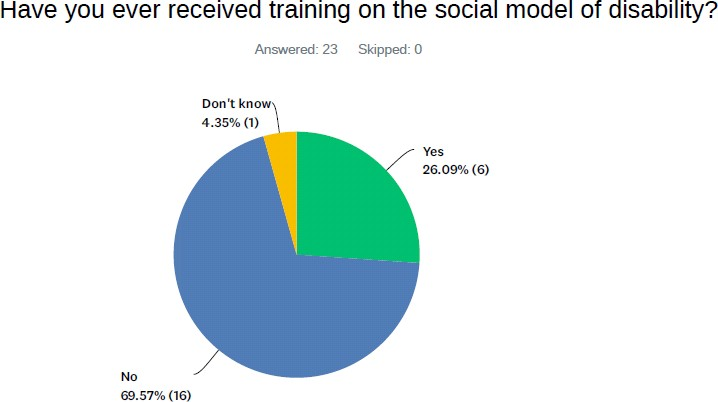 Have you ever received training on the social model of disability?
Answered: 23 Skipped: 0
Don't know
4.35% (1)
Yes
26.09% (6)
No
69.57% (16)